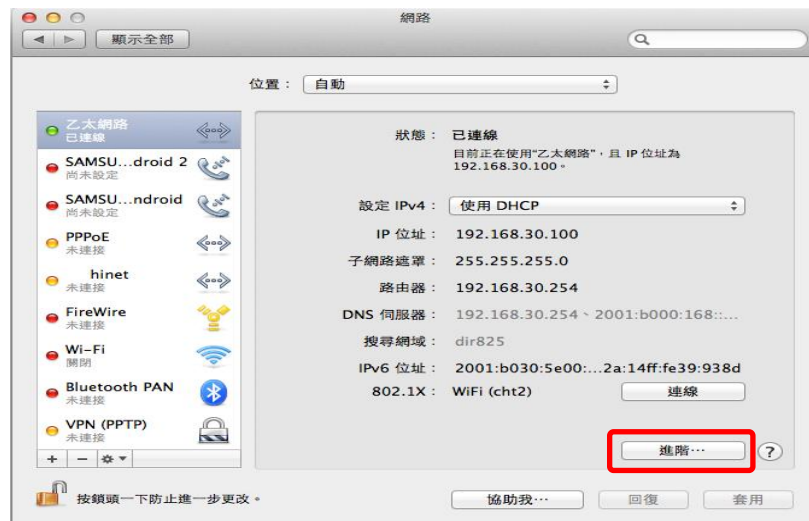 網路
顯示全部
位置： 自動
乙太網路
已連線
SAMSU...droid 2
尚未設定
SAMSU...ndroid
尚未設定
PPPoE
未連接
hinet
未連接
FireWire
未連接
Wi-Fi
關閉
Bluetooth PAN
未連接
VPN (PPTP)
未連接
狀態： 已連線
目前正在使用“乙太網路”，且 IP 位址為
192.168.30.100。
設定 IPv4： 使用 DHCP
IP 位址： 192.168.30.100
子網路遮罩： 255.255.255.0
路由器： 192.168.30.254
DNS 伺服器： 192.168.30.254、2001:b000:168::...
搜尋網域： dir825
IPv6 位址： 2001:b030:5e00:...2a:14ff:fe39:938d
802.1X： WiFi (cht2) 連線
進階… ?
按鎖頭一下防止進一步更改。
協助我… 回復 套用